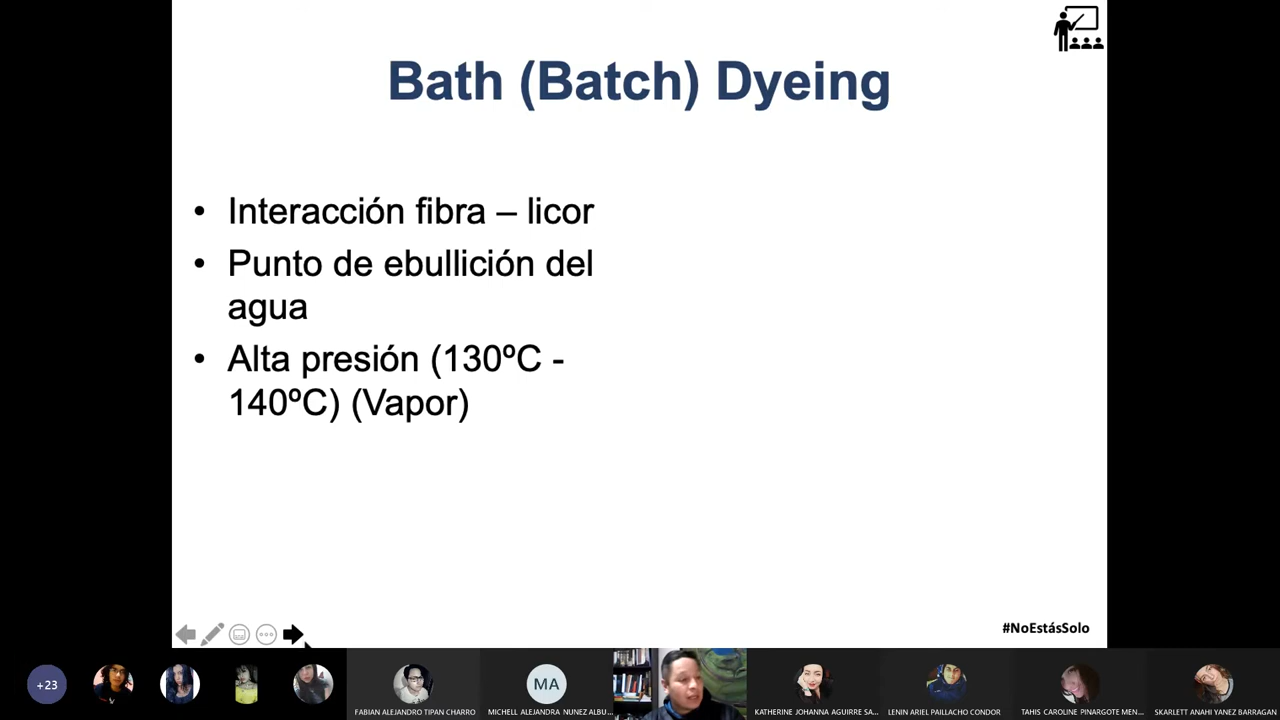 Bath (Batch) Dyeing
• Interacción fibra – licor
• Punto de ebullición del
agua
• Alta presión (130ºC -
140ºC) (Vapor)
#NoEstásSolo
+23
FABIAN ALEJANDRO TIPAN CHARRO
MA
MICHELL ALEJANDRA NUNEZ ALBU...
KATHERINE JOHANNA AGUIRRE SA...
LENIN ARIEL PAILLACHO CONDOR
TAHIS CAROLINE PINARGOTE MEN...
SKARLETT ANAHI YANEZ BARRAGAN